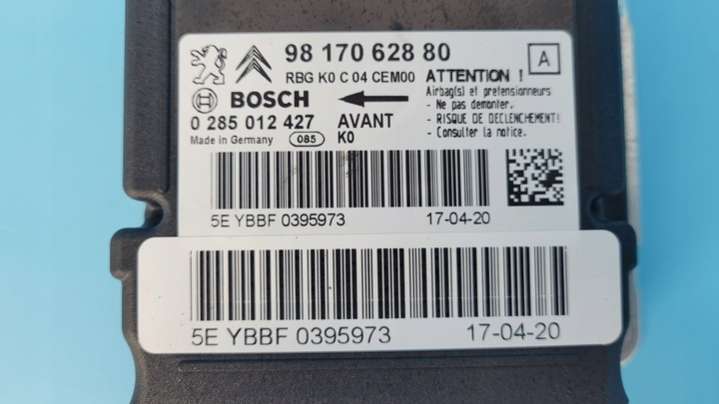 98 170 628 80
A
RBG K0 C 04 CEM00
ATTENTION !
BOSCH
Airbag(s) et pretensionneurs
- Ne pas demonter.
0 285 012 427
AVANT
- RISQUE DE DECLENCHEMENT!
Made in Germany
085
K0
- Consulter la notice.
5E YBBF 0395973
17-04-20
5E YBBF 0395973
17-04-20